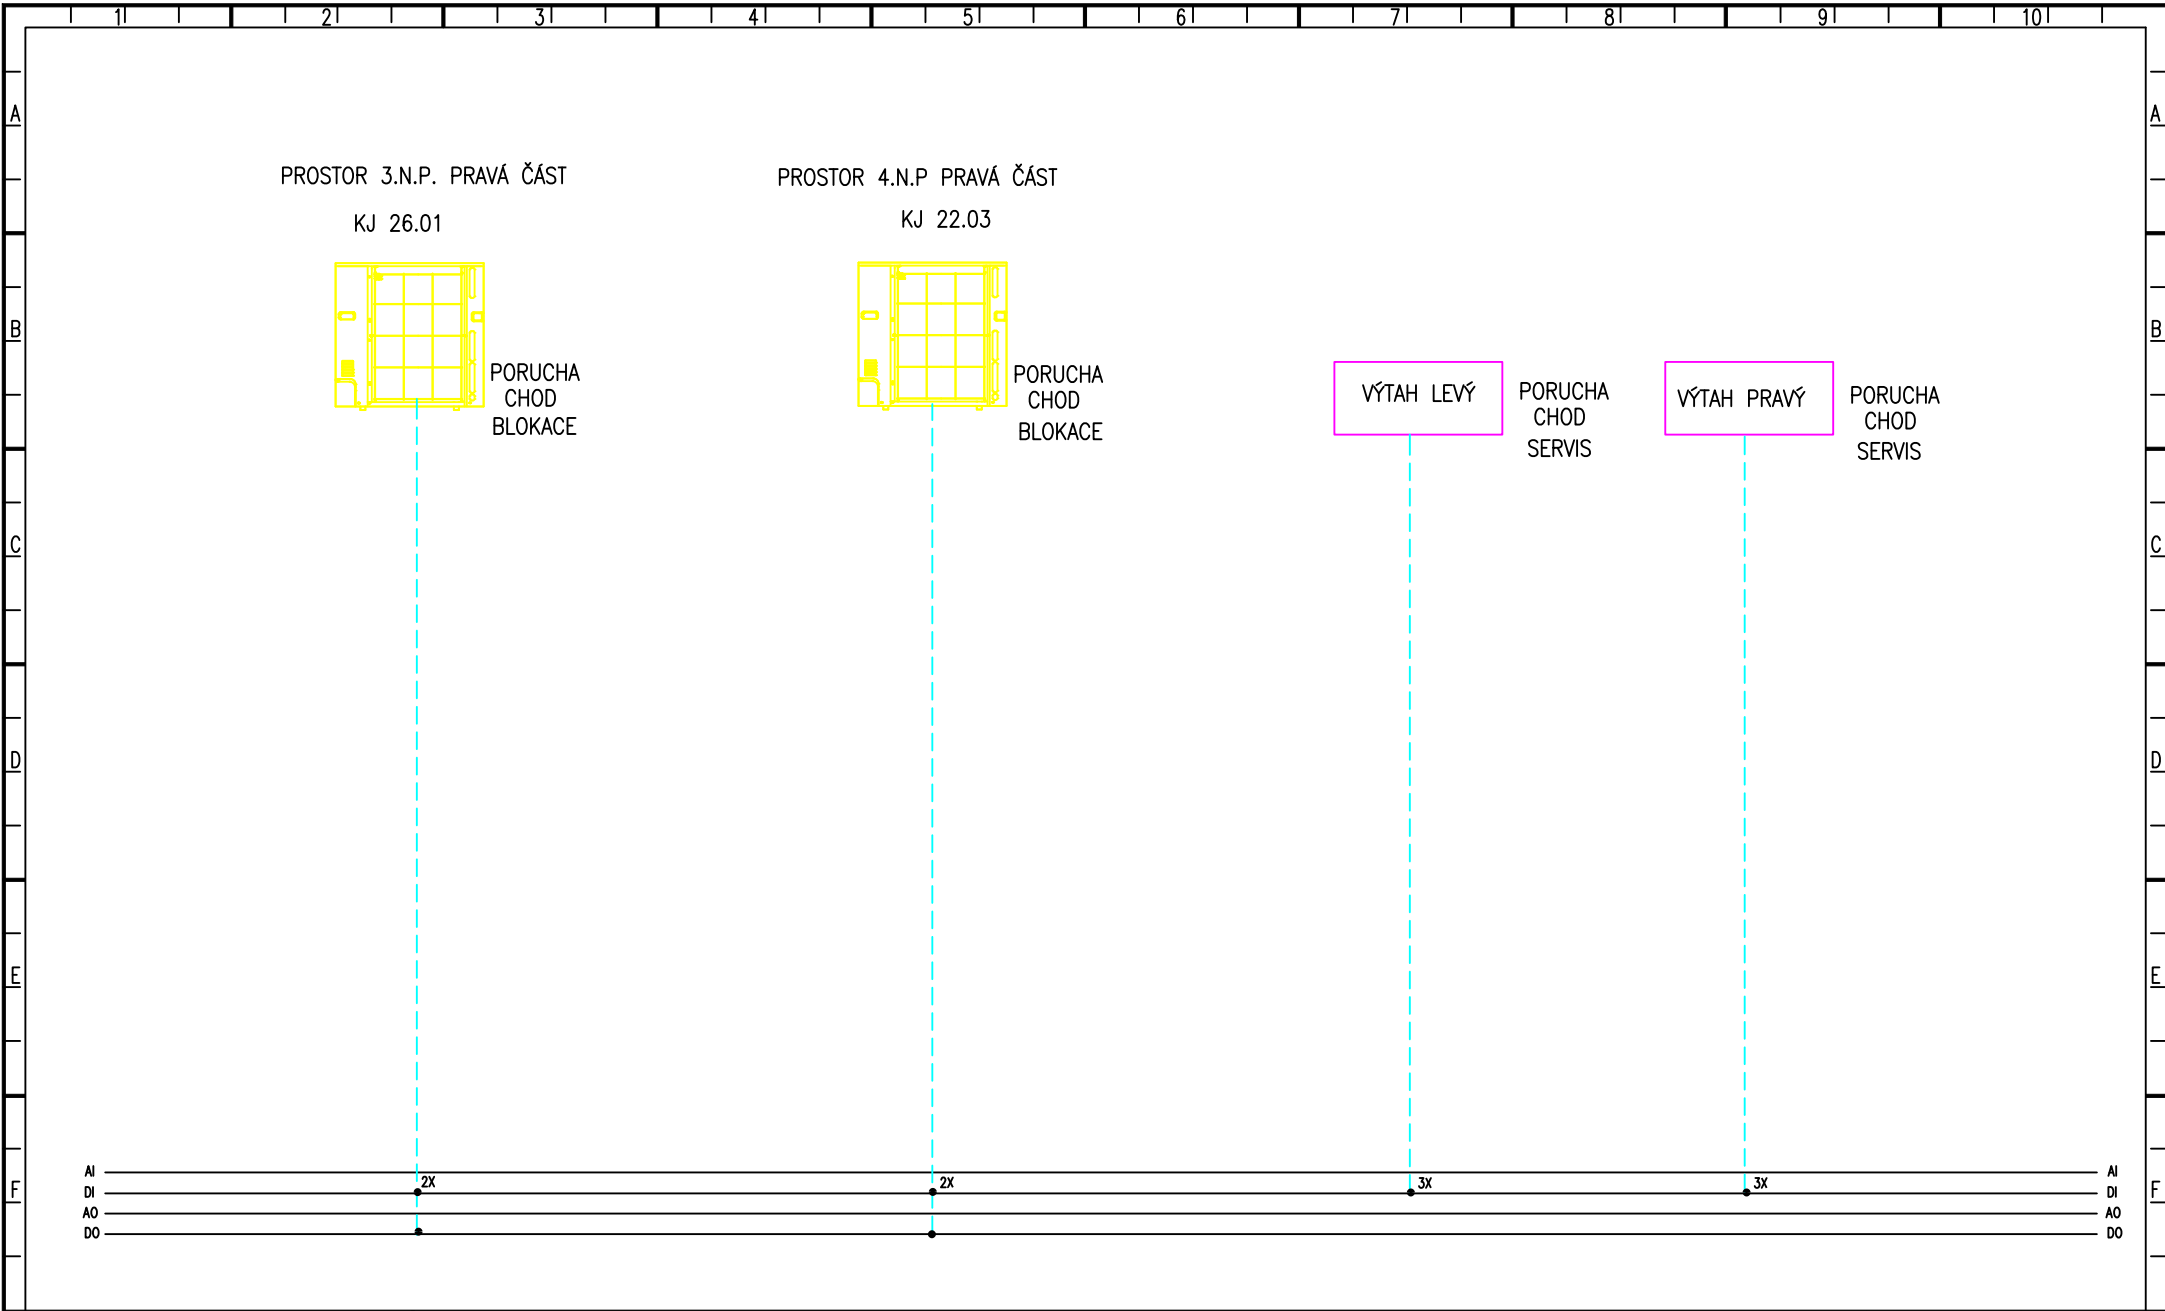 1 2 3 4 5 6 7 8 9 10
A A
PROSTOR 3.N.P. PRAVÁ ČÁST
KJ 26.01
PROSTOR 4.N.P PRAVÁ ČÁST
KJ 22.03
B B
PORUCHA
CHOD
BLOKACE
PORUCHA
CHOD
BLOKACE
VÝTAH LEVÝ
PORUCHA
CHOD
SERVIS
VÝTAH PRAVÝ
PORUCHA
CHOD
SERVIS
C C
D D
E E
F F
AI AI
DI 2X 2X 3X 3X DI
AO AO
DO DO